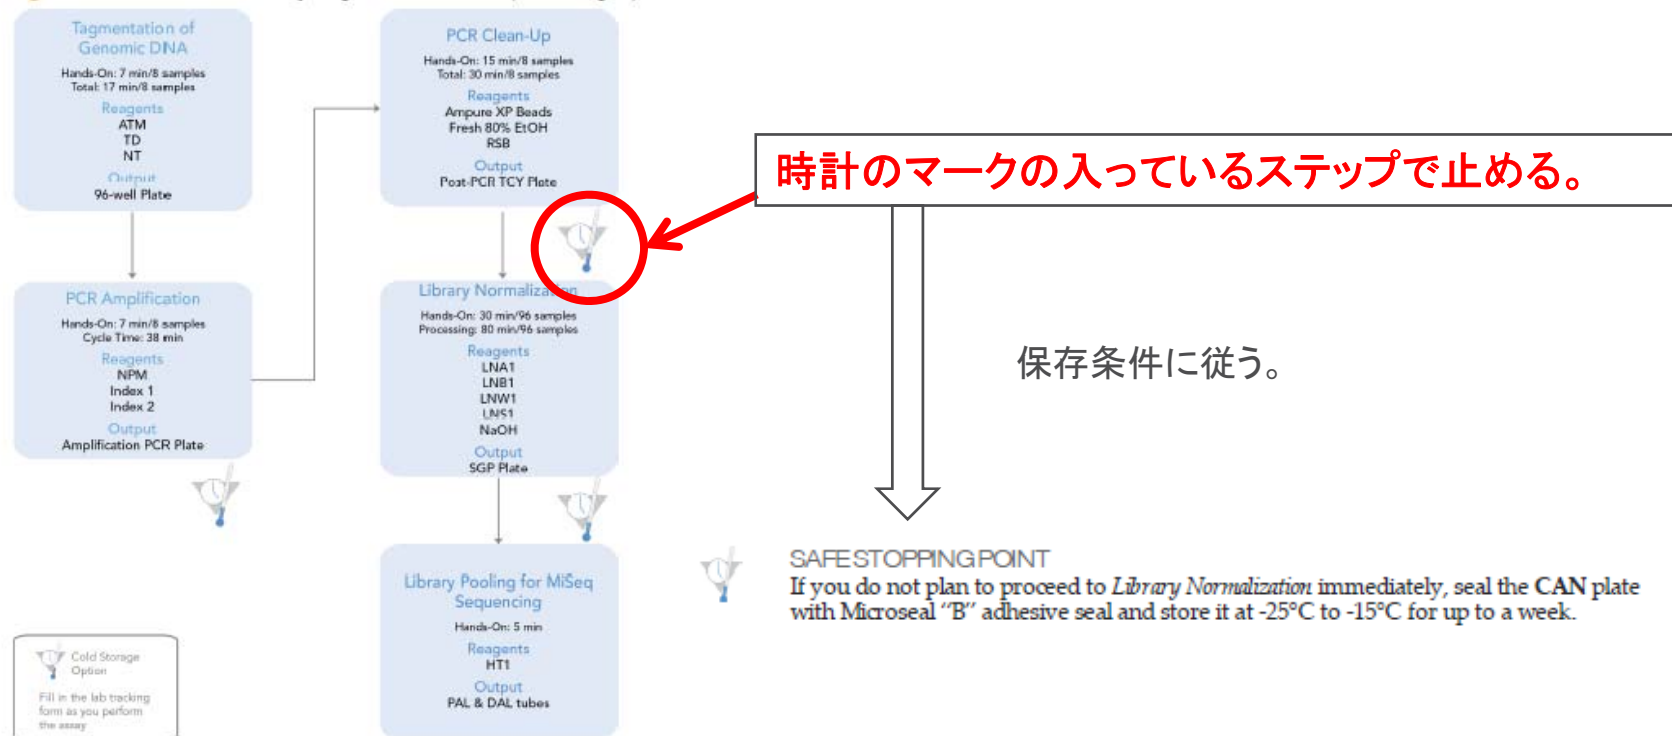 Tagmentation of
Genomic DNA
Hands-On: 7 min/8 samples
Total: 17 min/8 samples
Reagents
ATM
TD
NT
Output
96-well Plate
PCR Amplification
Hands-On: 7 min/8 samples
Cycle Time: 38 min
Reagents
NPM
Index 1
Index 2
Output
Amplification PCR Plate
PCR Clean-Up
Hands-On: 15 min/8 samples
Total: 30 min/8 samples
Reagents
Ampure XP Beads
Fresh 80% EtOH
RSB
Output
Post-PCR TCY Plate
Library Normalization
Hands-On: 30 min/96 samples
Processing: 80 min/96 samples
Reagents
LNA1
LNB1
LNW1
LNS1
NaOH
Output
SGP Plate
Library Pooling for MiSeq
Sequencing
Hands-On: 5 min
Reagents
HT1
Output
PAL & DAL tubes
Cold Storage
Option
Fill in the lab tracking
form as you perform
the assay
時計のマークの入っているステップで止める。
保存条件に従う。
SAFE STOPPING POINT
If you do not plan to proceed to Library Normalization immediately, seal the CAN plate
with Microseal “B” adhesive seal and store it at -25°C to -15°C for up to a week.